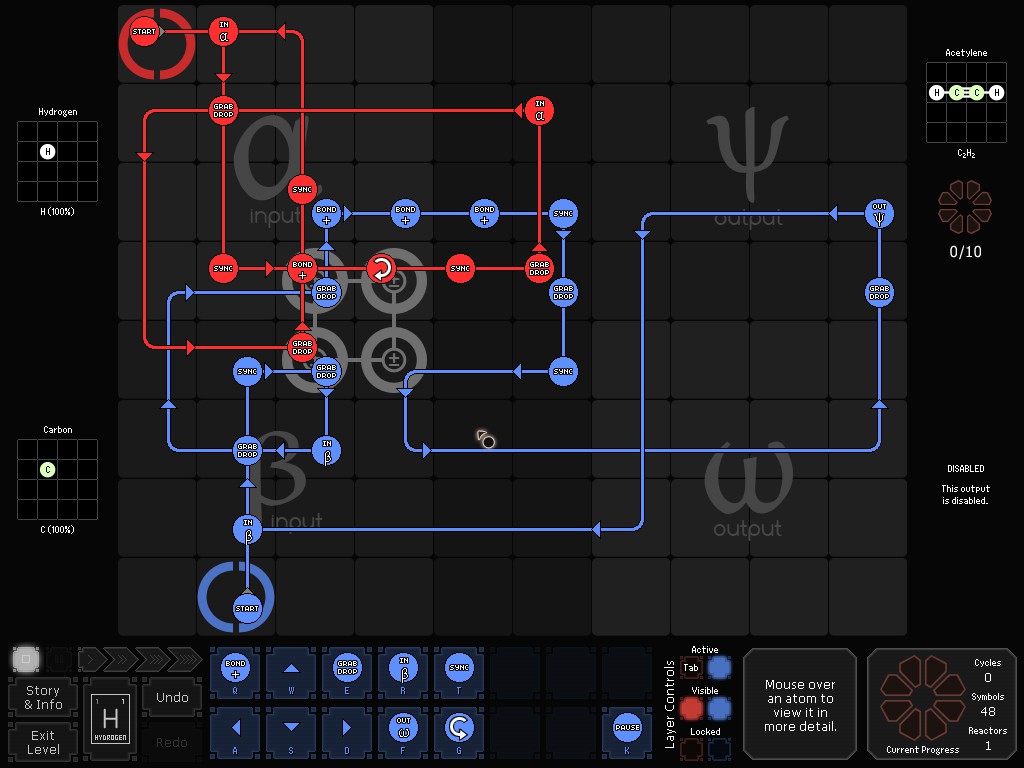 START
IN
α
GRAB
DROP
IN
α
SYNC
SYNC
BOND
+
SYNC
GRAB
DROP
GRAB
DROP
BOND
+
BOND
+
BOND
+
SYNC
OUT
ψ
GRAB
DROP
GRAB
DROP
GRAB
DROP
SYNC
GRAB
DROP
SYNC
GRAB
DROP
IN
β
IN
β
START
α
input
ψ
output
β
input
ω
output
Hydrogen
H
H (100%)
Carbon
C
C (100%)
Acetylene
H C C H
C₂H₂
0/10
DISABLED
This output
is disabled.
Story
& Info
Exit
Level
1 1
H
HYDROGEN
Undo
Redo
BOND
+
Q
W
GRAB
DROP
E
IN
β
R
SYNC
T
A
S
D
OUT
ω
F
G
PAUSE
K
Layer Controls
Active
Tab
Visible
Locked
Mouse over
an atom to
view it in
more detail.
Cycles
0
Symbols
48
Reactors
1
Current Progress